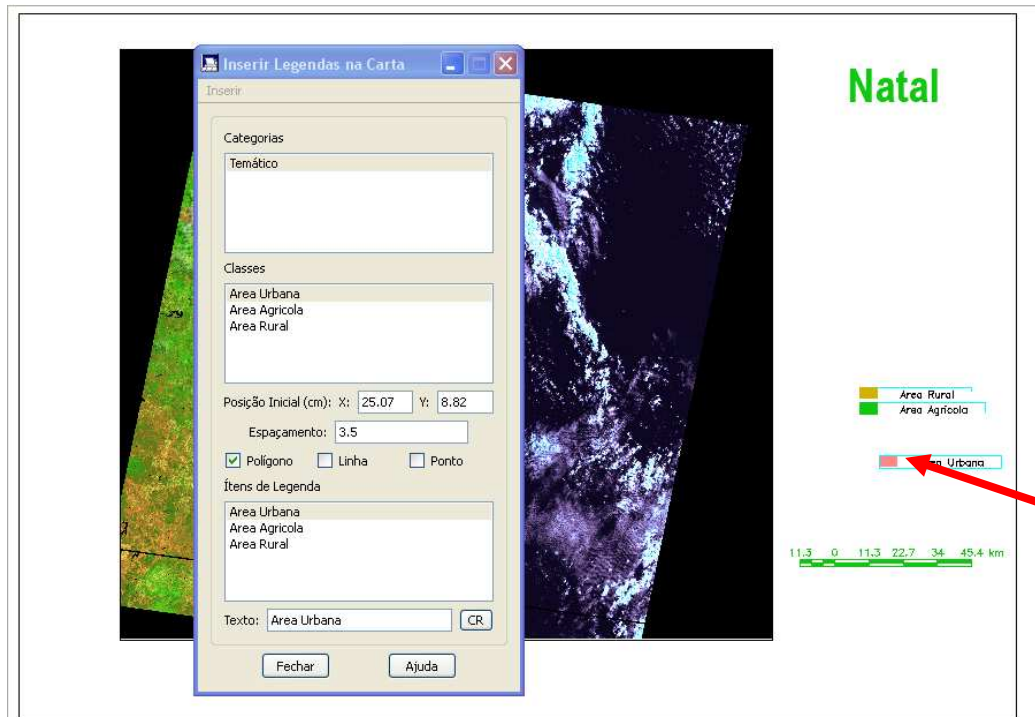 Inserir Legendas na Carta
Natal
Inserir
Categorias
Temático
Classes
Area Urbana
Area Agricola
Area Rural
Posição Inicial (cm): X: 25.07 Y: 8.82
Espaçamento: 3.5
Polígono Linha Ponto
Ítens de Legenda
Area Urbana
Area Agricola
Area Rural
Texto: Area Urbana CR
Fechar Ajuda
Area Rural
Area Agrícola
Urbana
11.3 0 11.3 22.7 34 45.4 km